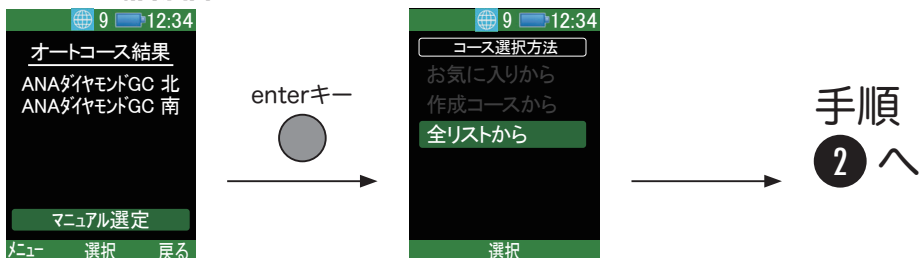 9 12:34
オートコース結果
ANAダイヤモンドGC 北
ANAダイヤモンドGC 南
マニュアル選定
メニュー 選択 戻る
enterキー
9 12:34
コース選択方法
お気に入りから
作成コースから
全リストから
選択
手順
2 へ